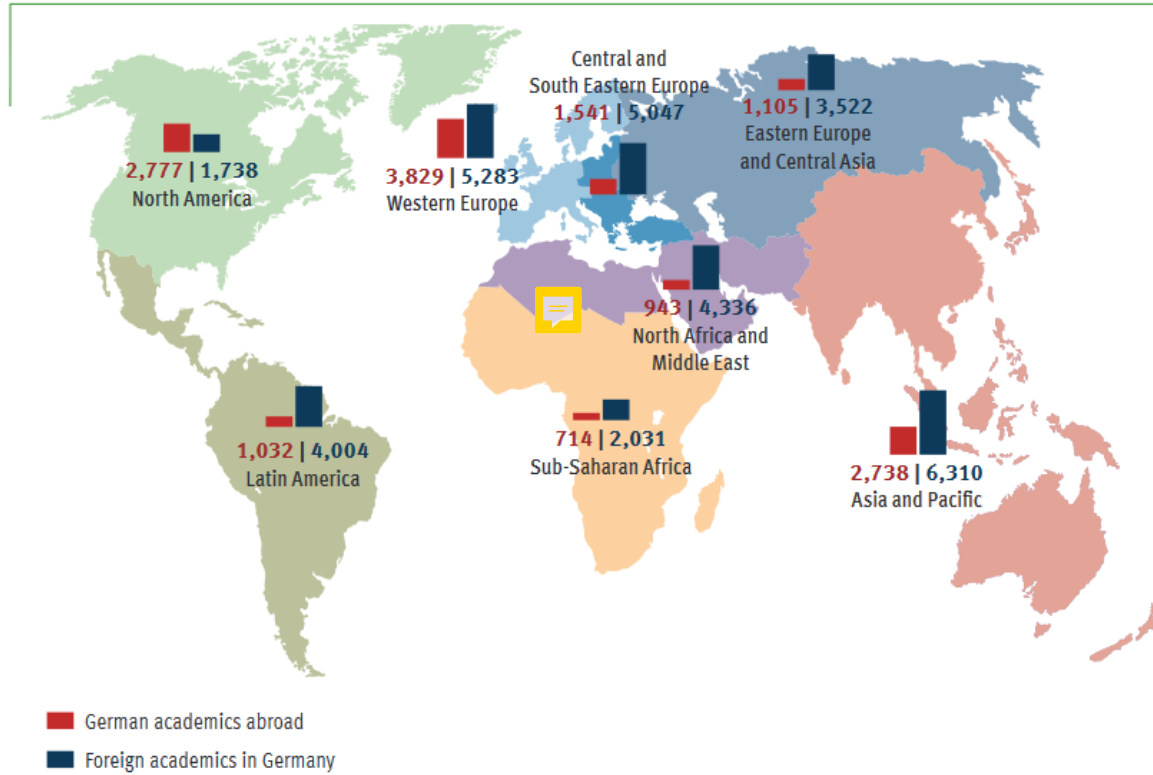 Central and
South Eastern Europe
1,541 | 5,047
1,105 | 3,522
Eastern Europe
and Central Asia
2,777 | 1,738
North America
3,829 | 5,283
Western Europe
943 | 4,336
North Africa and
Middle East
1,032 | 4,004
Latin America
714 | 2,031
Sub-Saharan Africa
2,738 | 6,310
Asia and Pacific
German academics abroad
Foreign academics in Germany